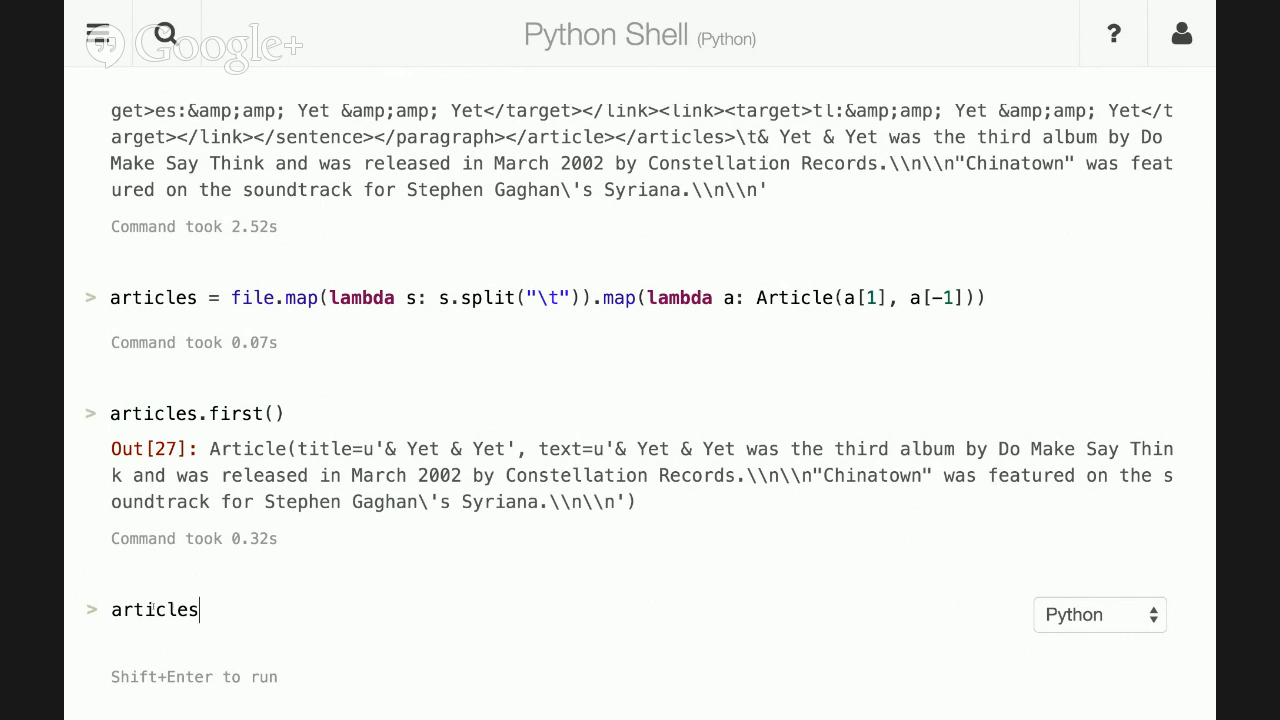 Google+
Python Shell (Python)
?
get>es:&amp;amp; Yet &amp;amp; Yet</target></link><link><target>tl:&amp;amp; Yet &amp;amp; Yet</t
arget></link></sentence></paragraph></article></articles>\t& Yet & Yet was the third album by Do
Make Say Think and was released in March 2002 by Constellation Records.\\n\\n"Chinatown" was feat
ured on the soundtrack for Stephen Gaghan\'s Syriana.\\n\\n'
Command took 2.52s
> articles = file.map(lambda s: s.split("\t")).map(lambda a: Article(a[1], a[-1]))
Command took 0.07s
> articles.first()
Out[27]: Article(title=u'& Yet & Yet', text=u'& Yet & Yet was the third album by Do Make Say Thin
k and was released in March 2002 by Constellation Records.\\n\\n"Chinatown" was featured on the s
oundtrack for Stephen Gaghan\'s Syriana.\\n\\n')
Command took 0.32s
> articles
Python
Shift+Enter to run